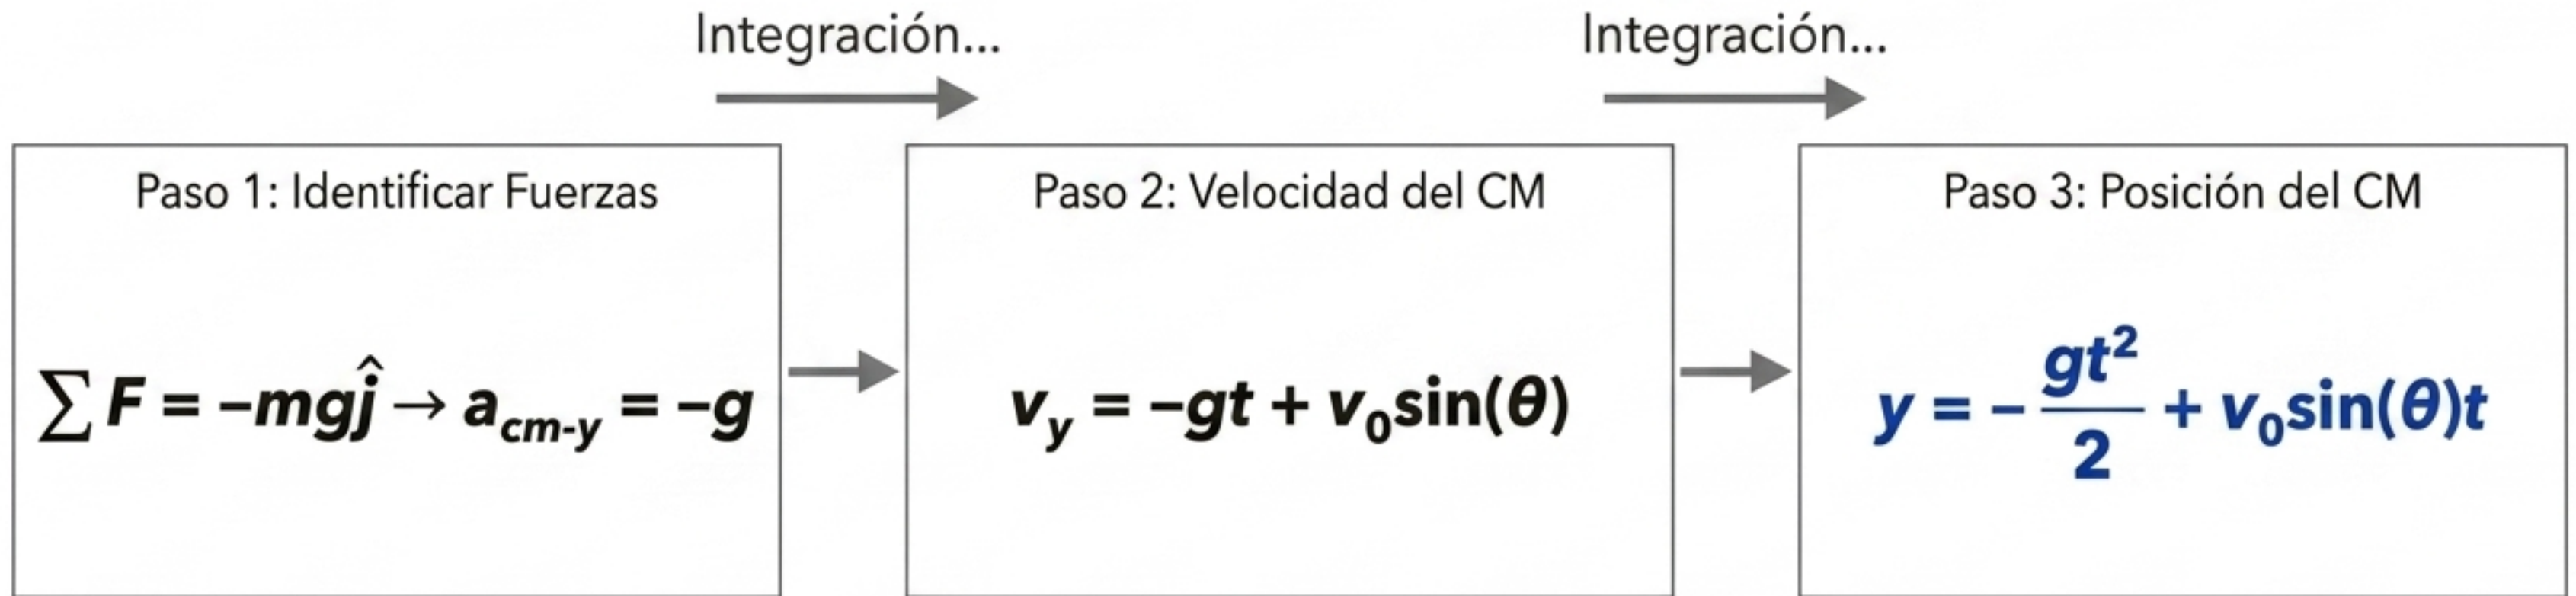 Integración...
Integración...
Paso 1: Identificar Fuerzas
∑F = –mgĵ → a_cm-y = –g
Paso 2: Velocidad del CM
v_y = –gt + v₀sin(θ)
Paso 3: Posición del CM
y = – gt²/2 + v₀sin(θ)t